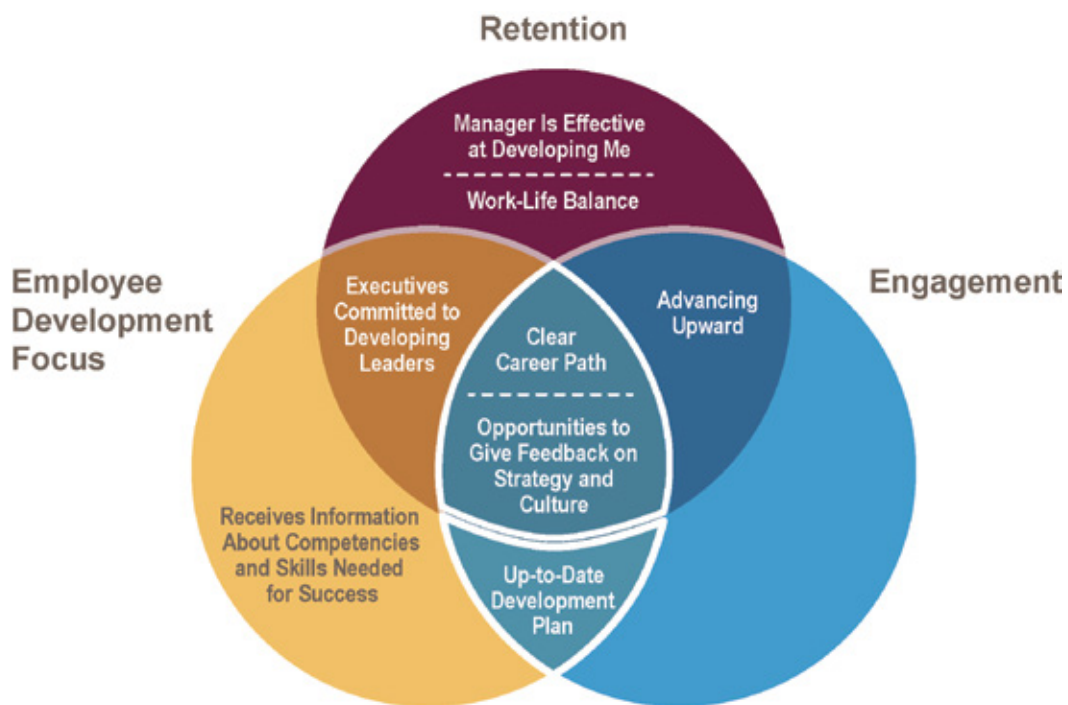 Retention
Manager Is Effective
at Developing Me
Work-Life Balance
Employee
Development
Focus
Engagement
Executives
Committed to
Developing
Leaders
Advancing
Upward
Clear
Career Path
Opportunities to
Give Feedback on
Strategy and
Culture
Receives Information
About Competencies
and Skills Needed
for Success
Up-to-Date
Development
Plan